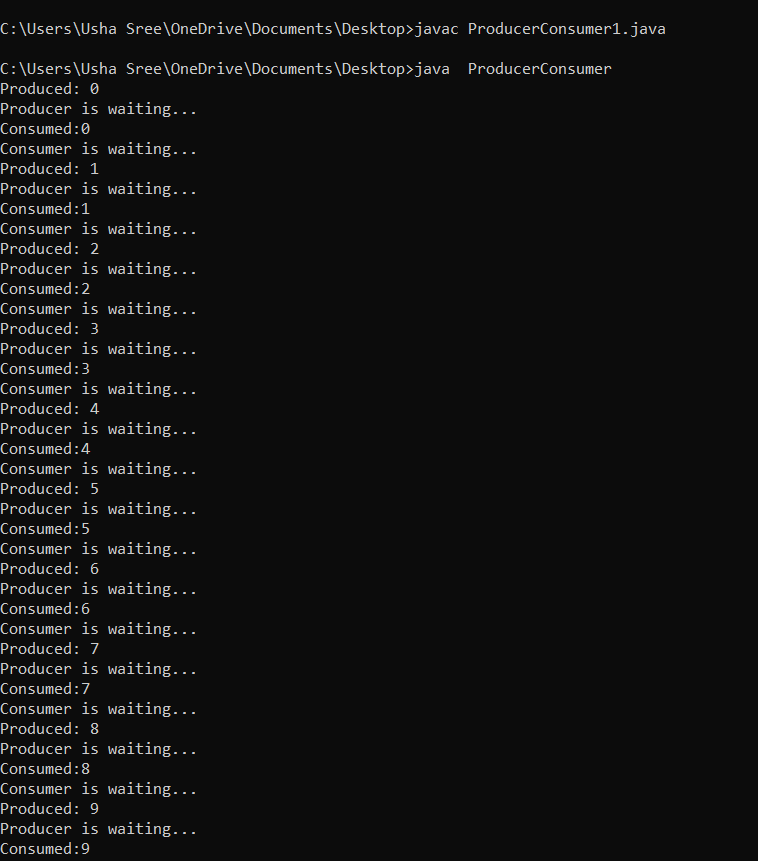 C:\Users\Usha Sree\OneDrive\Documents\Desktop>javac ProducerConsumer1.java
C:\Users\Usha Sree\OneDrive\Documents\Desktop>java  ProducerConsumer
Produced: 0
Producer is waiting...
Consumed:0
Consumer is waiting...
Produced: 1
Producer is waiting...
Consumed:1
Consumer is waiting...
Produced: 2
Producer is waiting...
Consumed:2
Consumer is waiting...
Produced: 3
Producer is waiting...
Consumed:3
Consumer is waiting...
Produced: 4
Producer is waiting...
Consumed:4
Consumer is waiting...
Produced: 5
Producer is waiting...
Consumed:5
Consumer is waiting...
Produced: 6
Producer is waiting...
Consumed:6
Consumer is waiting...
Produced: 7
Producer is waiting...
Consumed:7
Consumer is waiting...
Produced: 8
Producer is waiting...
Consumed:8
Consumer is waiting...
Produced: 9
Producer is waiting...
Consumed:9